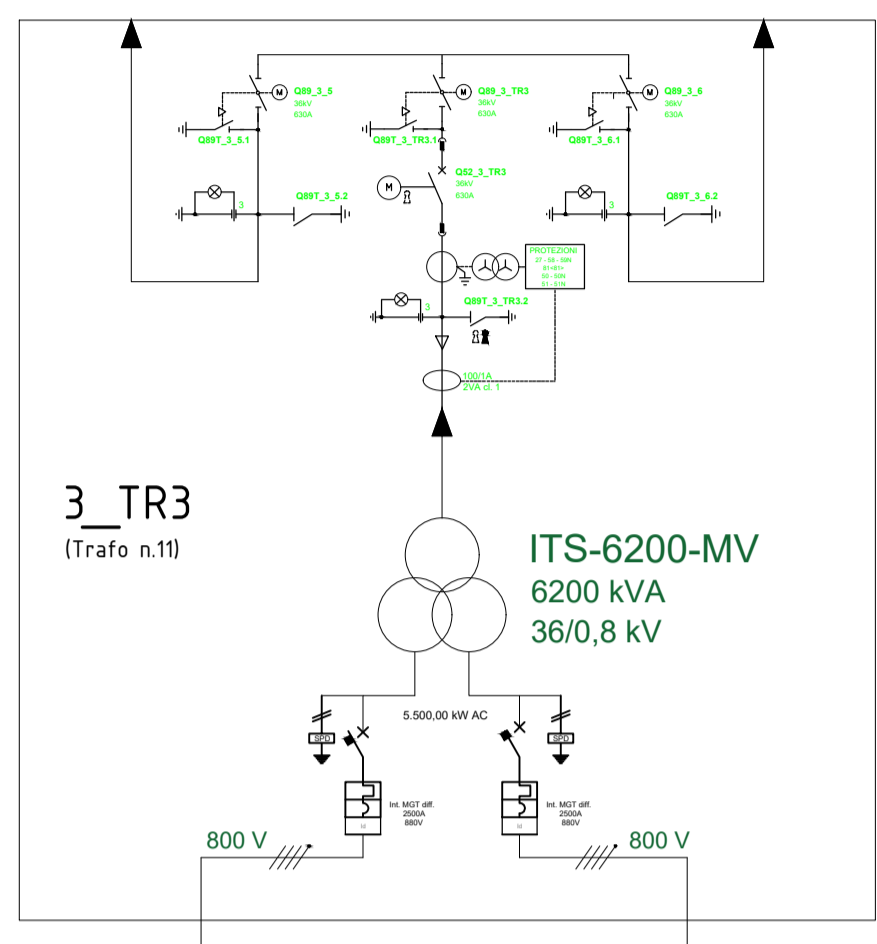 Q89_3_5
36kV
630A
M
Q89_3_TR3
36kV
630A
M
Q89_3_6
36kV
630A
M
Q89T_3_5.1
Q89T_3_TR3.1
Q89T_3_6.1
Q52_3_TR3
36kV
630A
M
3
Q89T_3_5.2
3
Q89T_3_6.2
PROTEZIONI
27 - 59 - 59N
81<81>
50 - 50N
51 - 51N
3
Q89T_3_TR3.2
100/1A
2VA cl. 1
3_TR3
(Trafo n.11)
ITS-6200-MV
6200 kVA
36/0,8 kV
5.500,00 kW AC
SPD
SPD
Int. MGT diff.
2500A
880V
Int. MGT diff.
2500A
880V
Id
Id
800 V
800 V